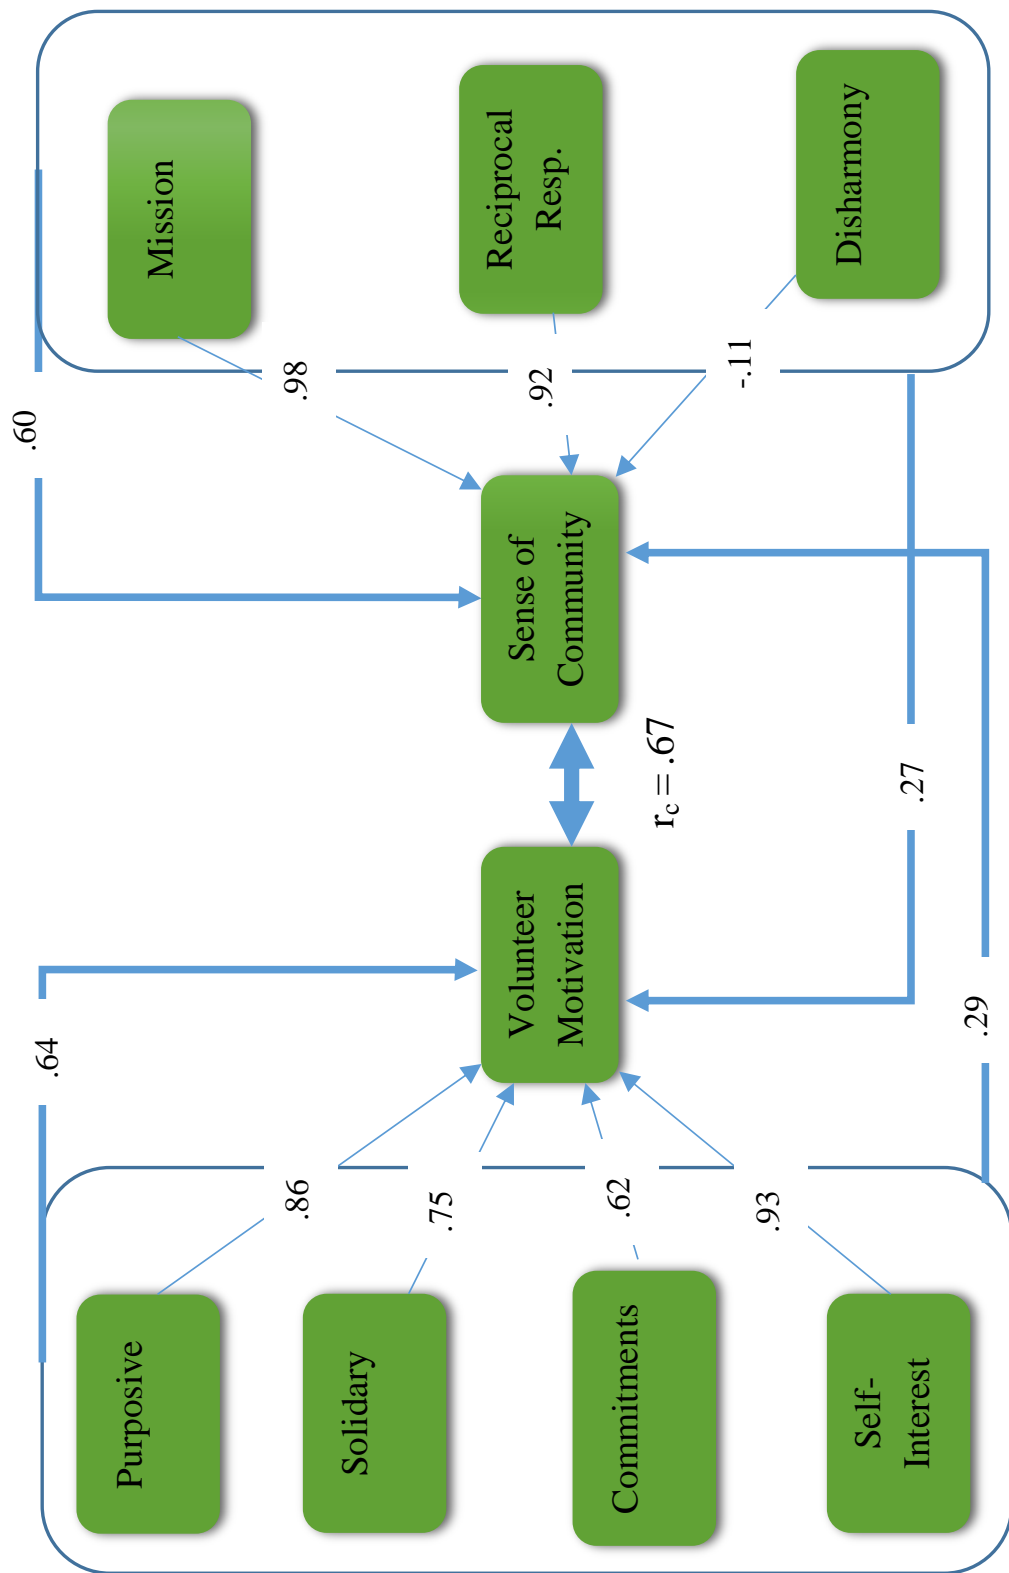 .64
.60
Purposive
Solidary
Commitments
Self-
Interest
.86
.75
.62
.93
Volunteer
Motivation
r_c = .67
Sense of
Community
.98
.92
-.11
Mission
Reciprocal
Resp.
Disharmony
.27
.29